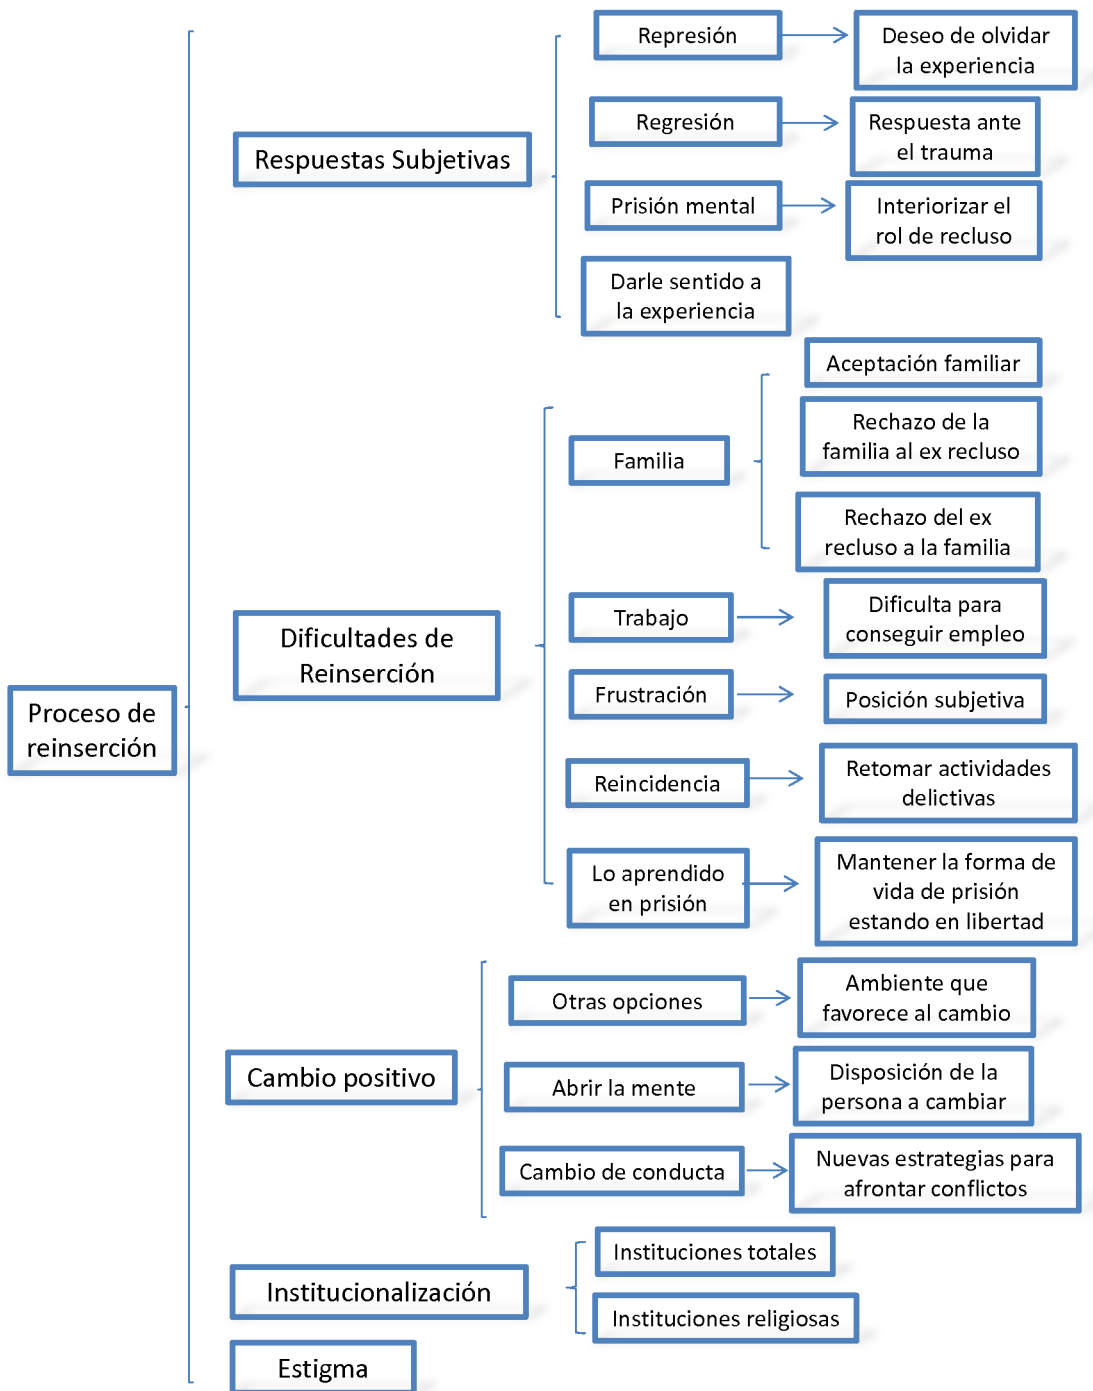 Proceso de
reinserción
Respuestas Subjetivas
Represión
Deseo de olvidar
la experiencia
Regresión
Respuesta ante
el trauma
Prisión mental
Interiorizar el
rol de recluso
Darle sentido a
la experiencia
Dificultades de
Reinserción
Familia
Aceptación familiar
Rechazo de la
familia al ex recluso
Rechazo del ex
recluso a la familia
Trabajo
Dificulta para
conseguir empleo
Frustración
Posición subjetiva
Reincidencia
Retomar actividades
delictivas
Lo aprendido
en prisión
Mantener la forma de
vida de prisión
estando en libertad
Cambio positivo
Otras opciones
Ambiente que
favorece al cambio
Abrir la mente
Disposición de la
persona a cambiar
Cambio de conducta
Nuevas estrategias para
afrontar conflictos
Institucionalización
Instituciones totales
Instituciones religiosas
Estigma